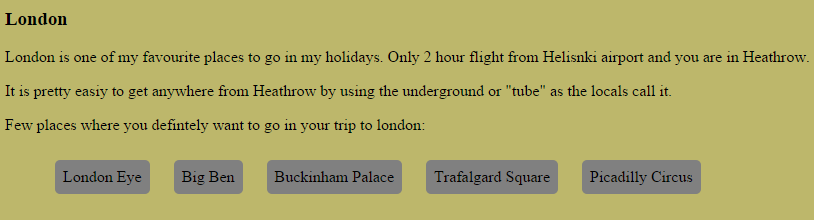 London
London is one of my favourite places to go in my holidays. Only 2 hour flight from Helisnki airport and you are in Heathrow.
It is pretty easiy to get anywhere from Heathrow by using the underground or "tube" as the locals call it.
Few places where you defintely want to go in your trip to london:
London Eye Big Ben Buckinham Palace Trafalgard Square Picadilly Circus